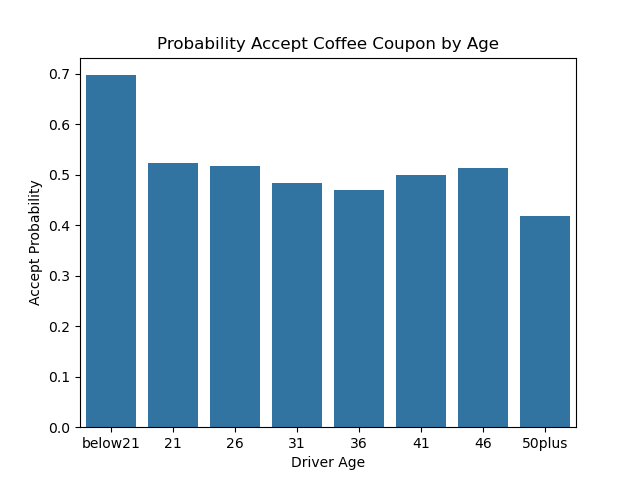 Probability Accept Coffee Coupon by Age
Accept Probability
0.7
0.6
0.5
0.4
0.3
0.2
0.1
0.0
below21 21 26 31 36 41 46 50plus
Driver Age